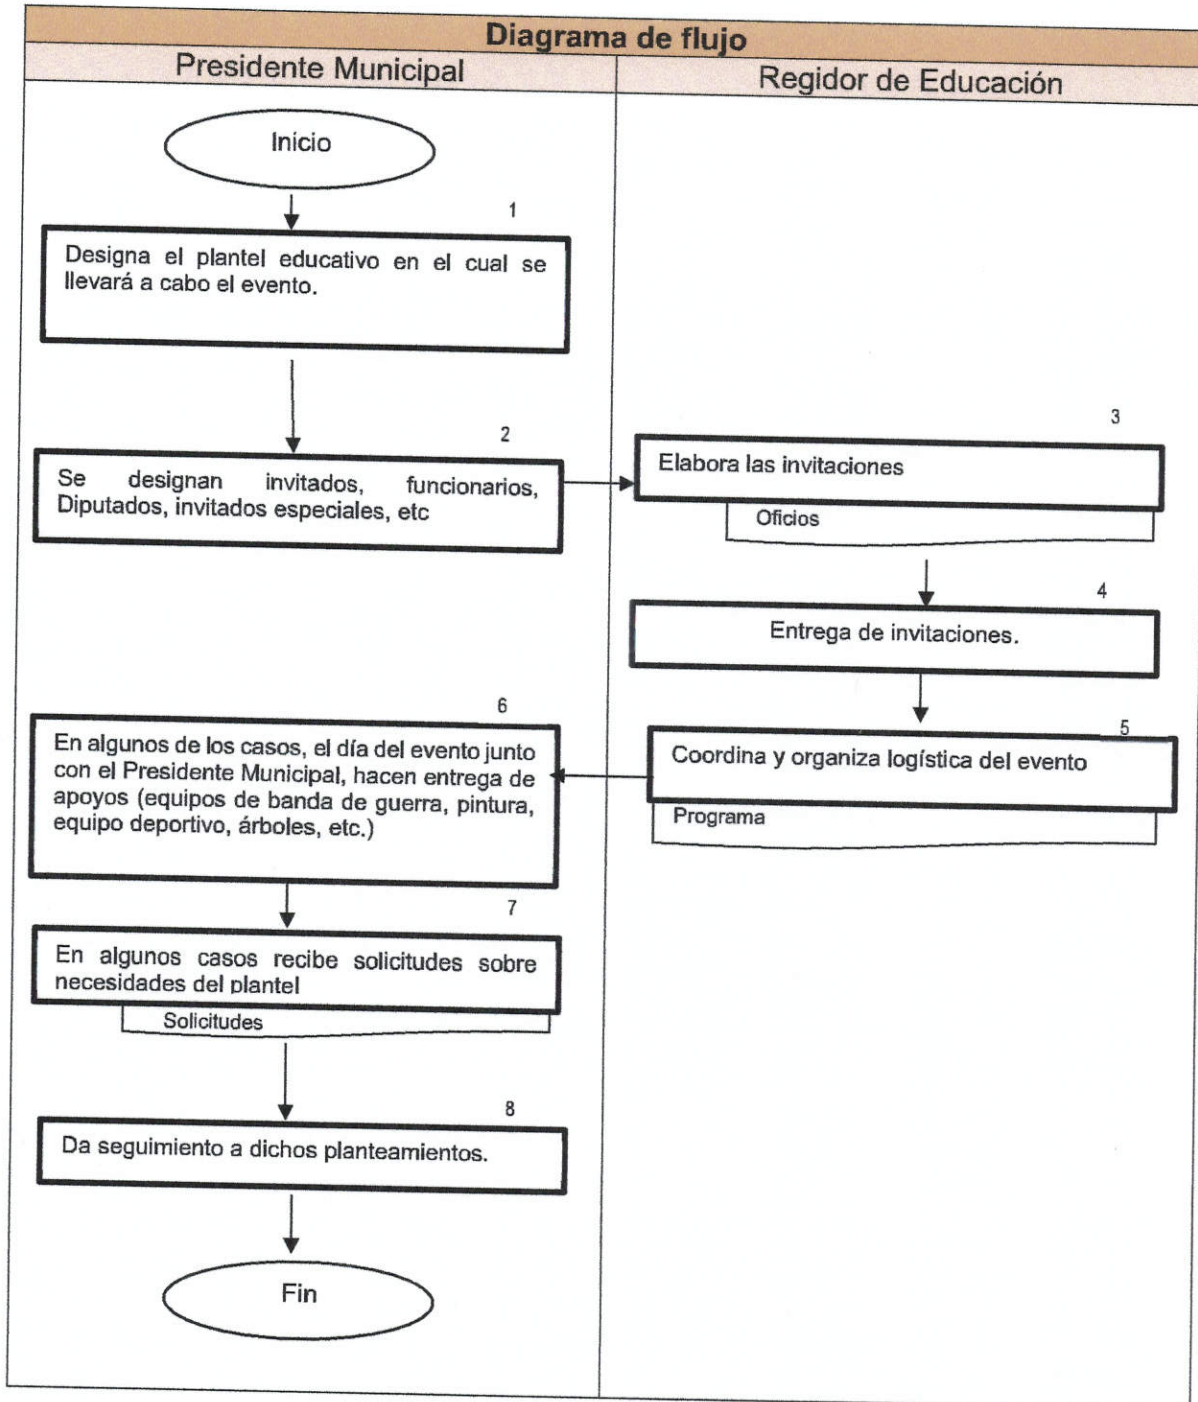 Diagrama de flujo
Presidente Municipal
Regidor de Educación
Inicio
1
Designa el plantel educativo en el cual se
llevará a cabo el evento.
2
Se designan invitados, funcionarios,
Diputados, invitados especiales, etc
3
Elabora las invitaciones
Oficios
4
Entrega de invitaciones.
5
Coordina y organiza logística del evento
Programa
6
En algunos de los casos, el día del evento junto
con el Presidente Municipal, hacen entrega de
apoyos (equipos de banda de guerra, pintura,
equipo deportivo, árboles, etc.)
7
En algunos casos recibe solicitudes sobre
necesidades del plantel
Solicitudes
8
Da seguimiento a dichos planteamientos.
Fin